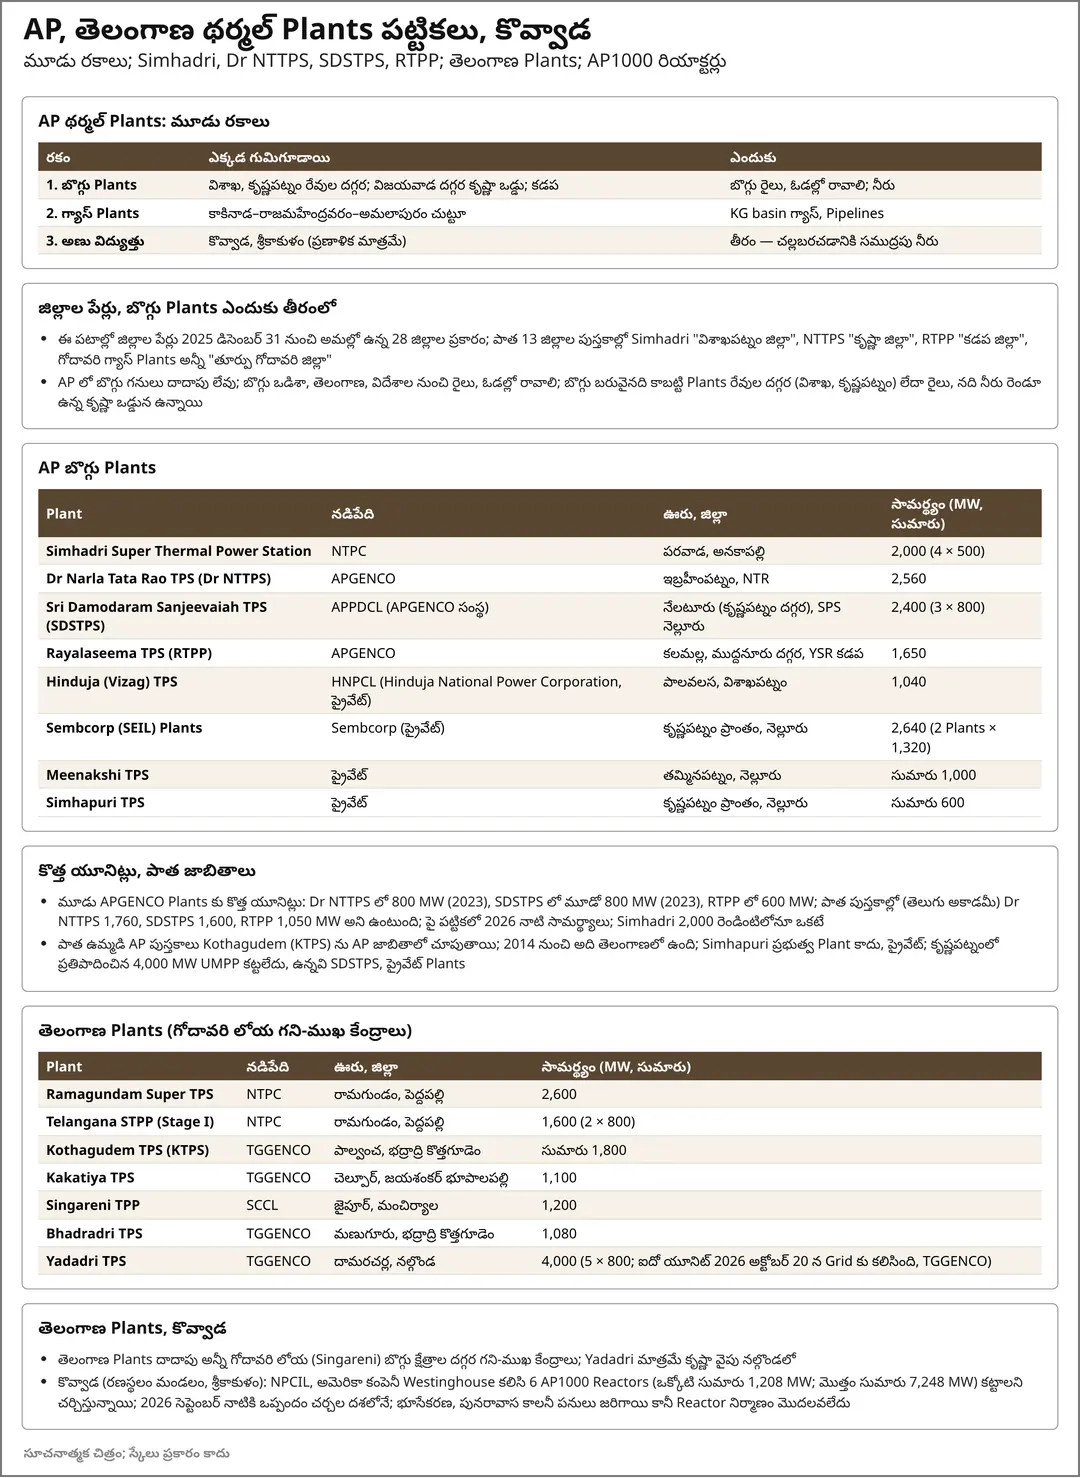 AP, తెలంగాణ థర్మల్ Plants పట్టికలు, కొవ్వాడ
మూడు రకాలు; Simhadri, Dr NTTPS, SDSTPS, RTPP; తెలంగాణ Plants; AP1000 రియాక్టర్లు
AP థర్మల్ Plants: మూడు రకాలు
రకం ఎక్కడ గుమిగూడాయి ఎందుకు
1. బొగ్గు Plants విశాఖ, కృష్ణపట్నం రేవుల దగ్గర; విజయవాడ దగ్గర కృష్ణా ఒడ్డు; కడప బొగ్గు రైలు, ఓడల్లో రావాలి; నీరు
2. గ్యాస్ Plants కాకినాడ–రాజమహేంద్రవరం–అమలాపురం చుట్టూ KG basin గ్యాస్, Pipelines
3. అణు విద్యుత్తు కొవ్వాడ, శ్రీకాకుళం (ప్రణాళిక మాత్రమే) తీరం — చల్లబరచడానికి సముద్రపు నీరు
జిల్లాల పేర్లు, బొగ్గు Plants ఎందుకు తీరంలో
• ఈ పటాల్లో జిల్లాల పేర్లు 2025 డిసెంబర్ 31 నుంచి అమల్లో ఉన్న 28 జిల్లాల ప్రకారం; పాత 13 జిల్లాల పుస్తకాల్లో Simhadri "విశాఖపట్నం జిల్లా", NTTPS "కృష్ణా జిల్లా", RTPP "కడప జిల్లా",
గోదావరి గ్యాస్ Plants అన్నీ "తూర్పు గోదావరి జిల్లా"
• AP లో బొగ్గు గనులు దాదాపు లేవు; బొగ్గు ఒడిశా, తెలంగాణ, విదేశాల నుంచి రైలు, ఓడల్లో రావాలి; బొగ్గు బరువైనది కాబట్టి Plants రేవుల దగ్గర (విశాఖ, కృష్ణపట్నం) లేదా రైలు, నది నీరు రెండూ
ఉన్న కృష్ణా ఒడ్డున ఉన్నాయి
AP బొగ్గు Plants
Plant నడిపేది ఊరు, జిల్లా సామర్థ్యం (MW,
సుమారు)
Simhadri Super Thermal Power Station NTPC పరవాడ, అనకాపల్లి 2,000 (4 × 500)
Dr Narla Tata Rao TPS (Dr NTTPS) APGENCO ఇబ్రహీంపట్నం, NTR 2,560
Sri Damodaram Sanjeevaiah TPS APPDCL (APGENCO సంస్థ) నేలటూరు (కృష్ణపట్నం దగ్గర), SPS 2,400 (3 × 800)
(SDSTPS) నెల్లూరు
Rayalaseema TPS (RTPP) APGENCO కలమల్ల, ముద్దనూరు దగ్గర, YSR కడప 1,650
Hinduja (Vizag) TPS HNPCL (Hinduja National Power Corporation, పాలవలస, విశాఖపట్నం 1,040
ప్రైవేట్)
Sembcorp (SEIL) Plants Sembcorp (ప్రైవేట్) కృష్ణపట్నం ప్రాంతం, నెల్లూరు 2,640 (2 Plants ×
1,320)
Meenakshi TPS ప్రైవేట్ తమ్మినపట్నం, నెల్లూరు సుమారు 1,000
Simhapuri TPS ప్రైవేట్ కృష్ణపట్నం ప్రాంతం, నెల్లూరు సుమారు 600
కొత్త యూనిట్లు, పాత జాబితాలు
• మూడు APGENCO Plants కు కొత్త యూనిట్లు: Dr NTTPS లో 800 MW (2023), SDSTPS లో మూడో 800 MW (2023), RTPP లో 600 MW; పాత పుస్తకాల్లో (తెలుగు అకాడమీ) Dr
NTTPS 1,760, SDSTPS 1,600, RTPP 1,050 MW అని ఉంటుంది; పై పట్టికలో 2026 నాటి సామర్థ్యాలు; Simhadri 2,000 రెండింటిలోనూ ఒకటే
• పాత ఉమ్మడి AP పుస్తకాలు Kothagudem (KTPS) ను AP జాబితాలో చూపుతాయి; 2014 నుంచి అది తెలంగాణలో ఉంది; Simhapuri ప్రభుత్వ Plant కాదు, ప్రైవేట్; కృష్ణపట్నంలో
ప్రతిపాదించిన 4,000 MW UMPP కట్టలేదు, ఉన్నవి SDSTPS, ప్రైవేట్ Plants
తెలంగాణ Plants (గోదావరి లోయ గని-ముఖ కేంద్రాలు)
Plant నడిపేది ఊరు, జిల్లా సామర్థ్యం (MW, సుమారు)
Ramagundam Super TPS NTPC రామగుండం, పెద్దపల్లి 2,600
Telangana STPP (Stage I) NTPC రామగుండం, పెద్దపల్లి 1,600 (2 × 800)
Kothagudem TPS (KTPS) TGGENCO పాల్వంచ, భద్రాద్రి కొత్తగూడెం సుమారు 1,800
Kakatiya TPS TGGENCO చెల్పూర్, జయశంకర్ భూపాలపల్లి 1,100
Singareni TPP SCCL జైపూర్, మంచిర్యాల 1,200
Bhadradri TPS TGGENCO మణుగూరు, భద్రాద్రి కొత్తగూడెం 1,080
Yadadri TPS TGGENCO దామరచర్ల, నల్గొండ 4,000 (5 × 800; ఐదో యూనిట్ 2026 అక్టోబర్ 20 న Grid కు కలిసింది, TGGENCO)
తెలంగాణ Plants, కొవ్వాడ
• తెలంగాణ Plants దాదాపు అన్నీ గోదావరి లోయ (Singareni) బొగ్గు క్షేత్రాల దగ్గర గని-ముఖ కేంద్రాలు; Yadadri మాత్రమే కృష్ణా వైపు నల్గొండలో
• కొవ్వాడ (రణస్థలం మండలం, శ్రీకాకుళం): NPCIL, అమెరికా కంపెనీ Westinghouse కలిసి 6 AP1000 Reactors (ఒక్కోటి సుమారు 1,208 MW; మొత్తం సుమారు 7,248 MW) కట్టాలని
చర్చిస్తున్నాయి; 2026 సెప్టెంబర్ నాటికి ఒప్పందం చర్చల దశలోనే; భూసేకరణ, పునరావాస కాలనీ పనులు జరిగాయి కానీ Reactor నిర్మాణం మొదలవలేదు
సూచనాత్మక చిత్రం; స్కేలు ప్రకారం కాదు